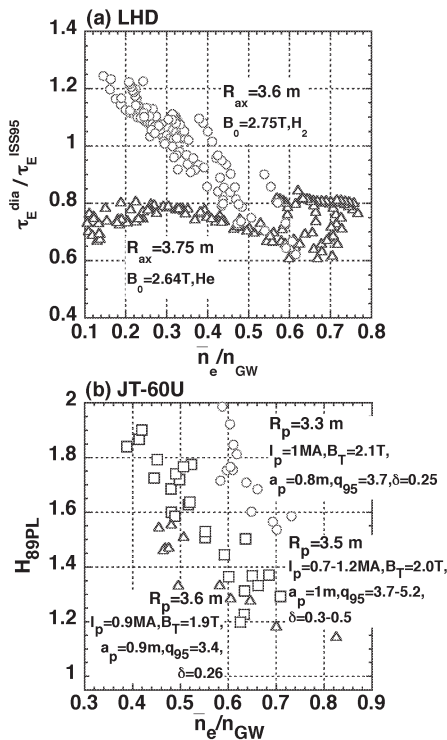 (a) LHD
τ_E^dia / τ_E^ISS95
1.4
1.2
1
0.8
0.6
0.4
R_ax=3.6 m
B_0=2.75T,H_2
R_ax=3.75 m
B_0=2.64T,He
0.1 0.2 0.3 0.4 0.5 0.6 0.7 0.8
n̄_e/n_GW
(b) JT-60U
H_89PL
2
1.8
1.6
1.4
1.2
1
R_p=3.3 m
I_p=1MA,B_T=2.1T,
a_p=0.8m,q_95=3.7,δ=0.25
R_p=3.5 m
I_p=0.7-1.2MA,B_T=2.0T,
a_p=1m,q_95=3.7-5.2,
δ=0.3-0.5
R_p=3.6 m
I_p=0.9MA,B_T=1.9T,
a_p=0.9m,q_95=3.4,
δ=0.26
0.3 0.4 0.5 0.6 0.7 0.8 0.9
n̄_e/n_GW